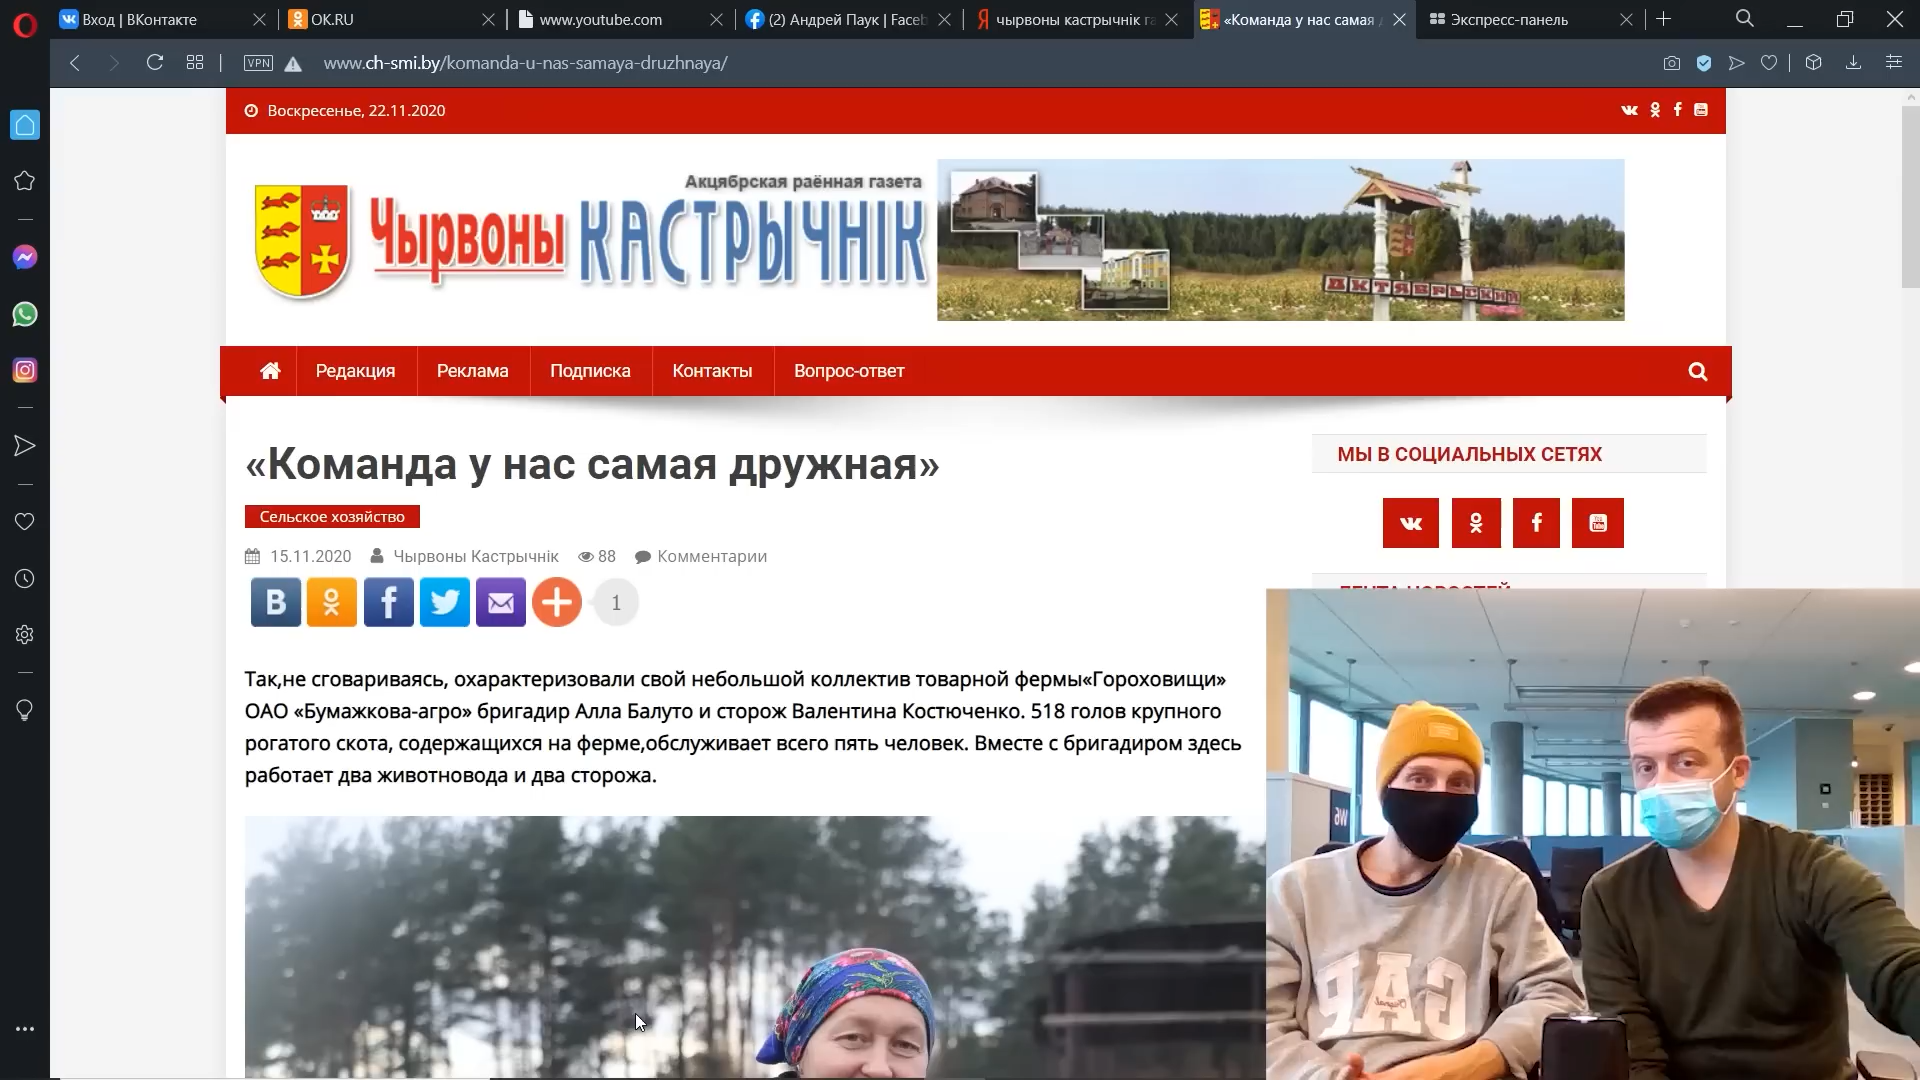 Вход | ВКонтакте
OK.RU
www.youtube.com
(2) Андрей Паук | Faceb
чырвоны кастрычнік га
«Команда у нас самая д
Экспресс-панель
VPN
www.ch-smi.by/komanda-u-nas-samaya-druzhnaya/
Воскресенье, 22.11.2020
Акцябрская раённая газета
Чырвоны КАСТРЫЧНІК
ОКТЯБРЬСКИЙ
Редакция
Реклама
Подписка
Контакты
Вопрос-ответ
«Команда у нас самая дружная»
МЫ В СОЦИАЛЬНЫХ СЕТЯХ
Сельское хозяйство
15.11.2020
Чырвоны Кастрычнік
88
Комментарии
1
ЛЕНТА НОВОСТЕЙ
Так,не сговариваясь, охарактеризовали свой небольшой коллектив товарной фермы«Гороховищи»
ОАО «Бумажкова-агро» бригадир Алла Балуто и сторож Валентина Костюченко. 518 голов крупного
рогатого скота, содержащихся на ферме,обслуживает всего пять человек. Вместе с бригадиром здесь
работает два животновода и два сторожа.
GAP